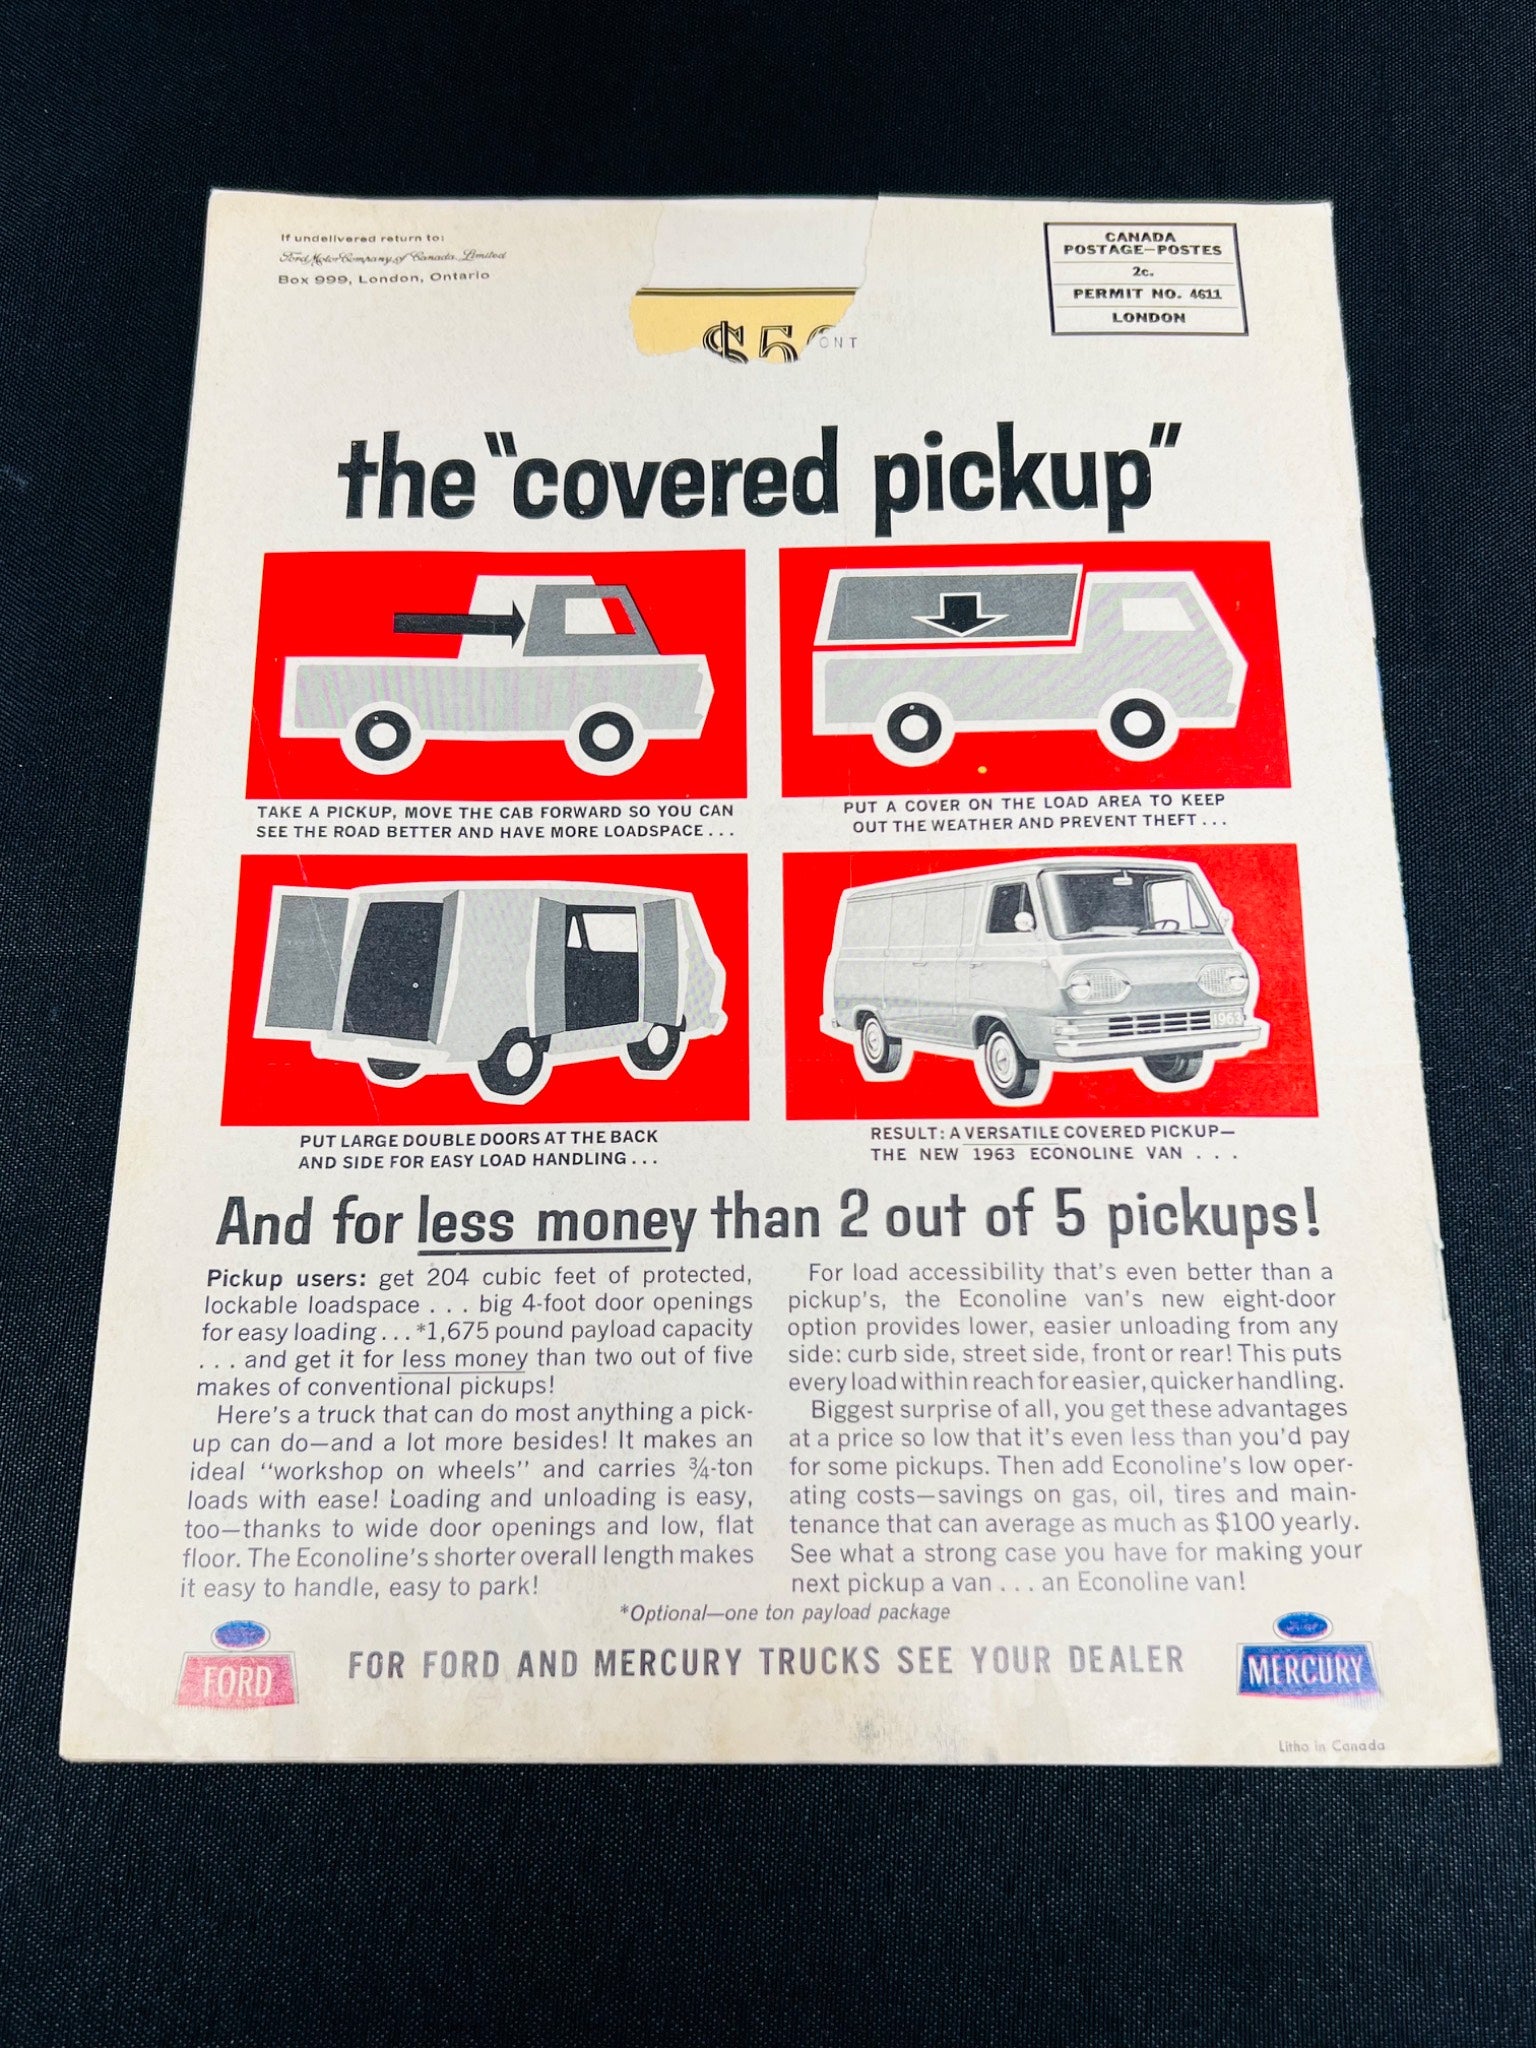 If undelivered return to:
Ford Motor Company of Canada, Limited
Box 999, London, Ontario
CANADA
POSTAGE—POSTES
2c.
PERMIT NO. 4611
LONDON
$5
ONT
the "covered pickup"
TAKE A PICKUP, MOVE THE CAB FORWARD SO YOU CAN
SEE THE ROAD BETTER AND HAVE MORE LOADSPACE...
PUT A COVER ON THE LOAD AREA TO KEEP
OUT THE WEATHER AND PREVENT THEFT...
1963
PUT LARGE DOUBLE DOORS AT THE BACK
AND SIDE FOR EASY LOAD HANDLING...
RESULT: A VERSATILE COVERED PICKUP—
THE NEW 1963 ECONOLINE VAN . . .
And for less money than 2 out of 5 pickups!
Pickup users: get 204 cubic feet of protected,
lockable loadspace . . . big 4-foot door openings
for easy loading . . . *1,675 pound payload capacity
. . . and get it for less money than two out of five
makes of conventional pickups!
Here's a truck that can do most anything a pick-
up can do—and a lot more besides! It makes an
ideal "workshop on wheels" and carries ¾-ton
loads with ease! Loading and unloading is easy,
too—thanks to wide door openings and low, flat
floor. The Econoline's shorter overall length makes
it easy to handle, easy to park!
For load accessibility that's even better than a
pickup's, the Econoline van's new eight-door
option provides lower, easier unloading from any
side: curb side, street side, front or rear! This puts
every load within reach for easier, quicker handling.
Biggest surprise of all, you get these advantages
at a price so low that it's even less than you'd pay
for some pickups. Then add Econoline's low oper-
ating costs—savings on gas, oil, tires and main-
tenance that can average as much as $100 yearly.
See what a strong case you have for making your
next pickup a van . . . an Econoline van!
*Optional—one ton payload package
FORD
FOR FORD AND MERCURY TRUCKS SEE YOUR DEALER
MERCURY
Litho in Canada